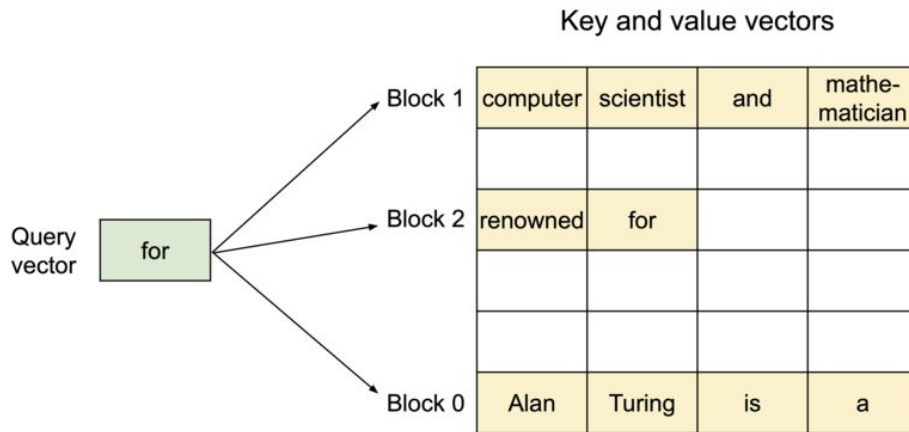 Key and value vectors
Block 1 computer scientist and mathe-
matician
Block 2 renowned for
Query
vector
for
Block 0 Alan Turing is a